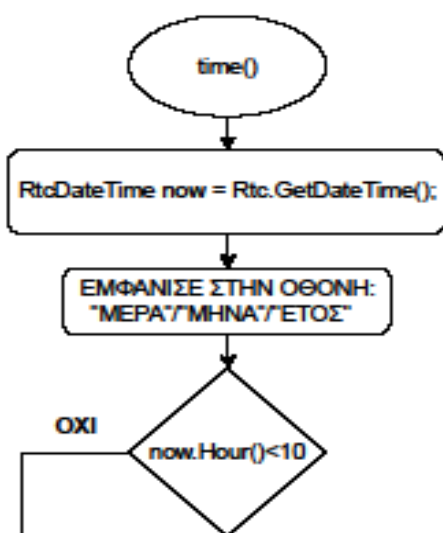 time()
RtcDateTime now = Rtc.GetDateTime();
ΕΜΦΑΝΙΣΕ ΣΤΗΝ ΟΘΟΝΗ:
"ΜΕΡΑ"/"ΜΗΝΑ"/"ΕΤΟΣ"
ΟΧΙ
now.Hour()<10